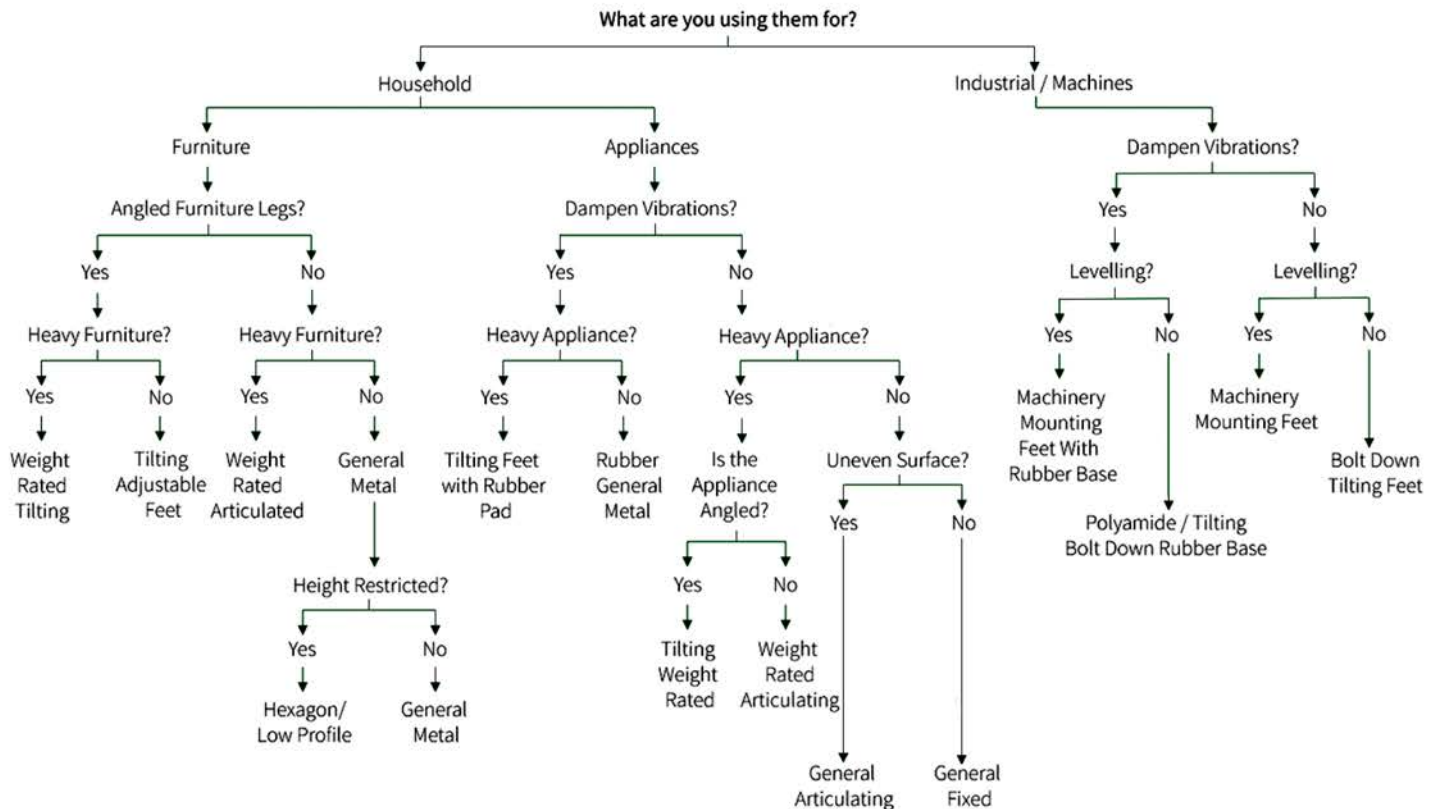 What are you using them for?
Household
Industrial / Machines
Furniture
Appliances
Dampen Vibrations?
Angled Furniture Legs?
Dampen Vibrations?
Yes
No
Yes
No
Yes
No
Levelling?
Levelling?
Heavy Furniture?
Heavy Furniture?
Heavy Appliance?
Heavy Appliance?
Yes
No
Yes
No
Yes
No
Yes
No
Yes
No
Yes
No
Machinery
Mounting
Feet With
Rubber Base
Machinery
Mounting Feet
Weight
Rated
Tilting
Tilting
Adjustable
Feet
Weight
Rated
Articulated
General
Metal
Tilting Feet
with Rubber
Pad
Rubber
General
Metal
Is the
Appliance
Angled?
Uneven Surface?
Bolt Down
Tilting Feet
Yes
No
Polyamide / Tilting
Bolt Down Rubber Base
Height Restricted?
Yes
No
Yes
No
Tilting
Weight
Rated
Weight
Rated
Articulating
Hexagon/
Low Profile
General
Metal
General
Articulating
General
Fixed